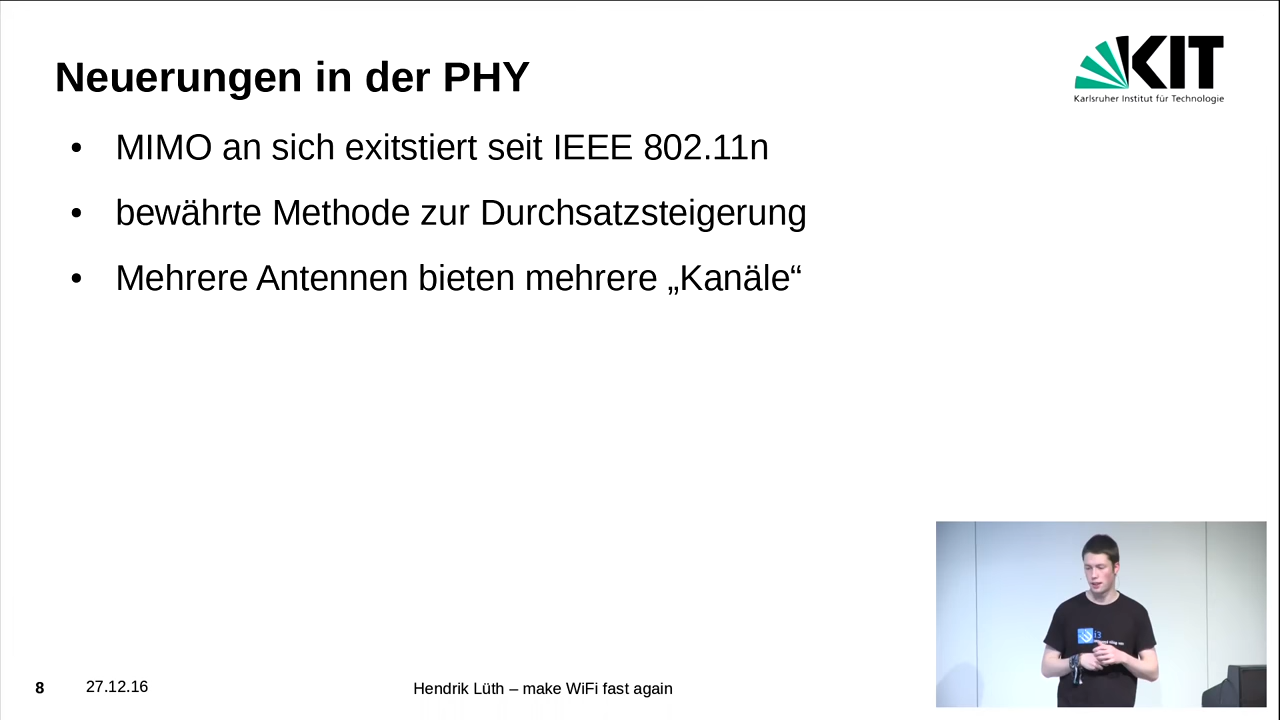 Neuerungen in der PHY
KIT
Karlsruher Institut für Technologie
• MIMO an sich exitstiert seit IEEE 802.11n
• bewährte Methode zur Durchsatzsteigerung
• Mehrere Antennen bieten mehrere „Kanäle“
i3
8
27.12.16
Hendrik Lüth – make WiFi fast again